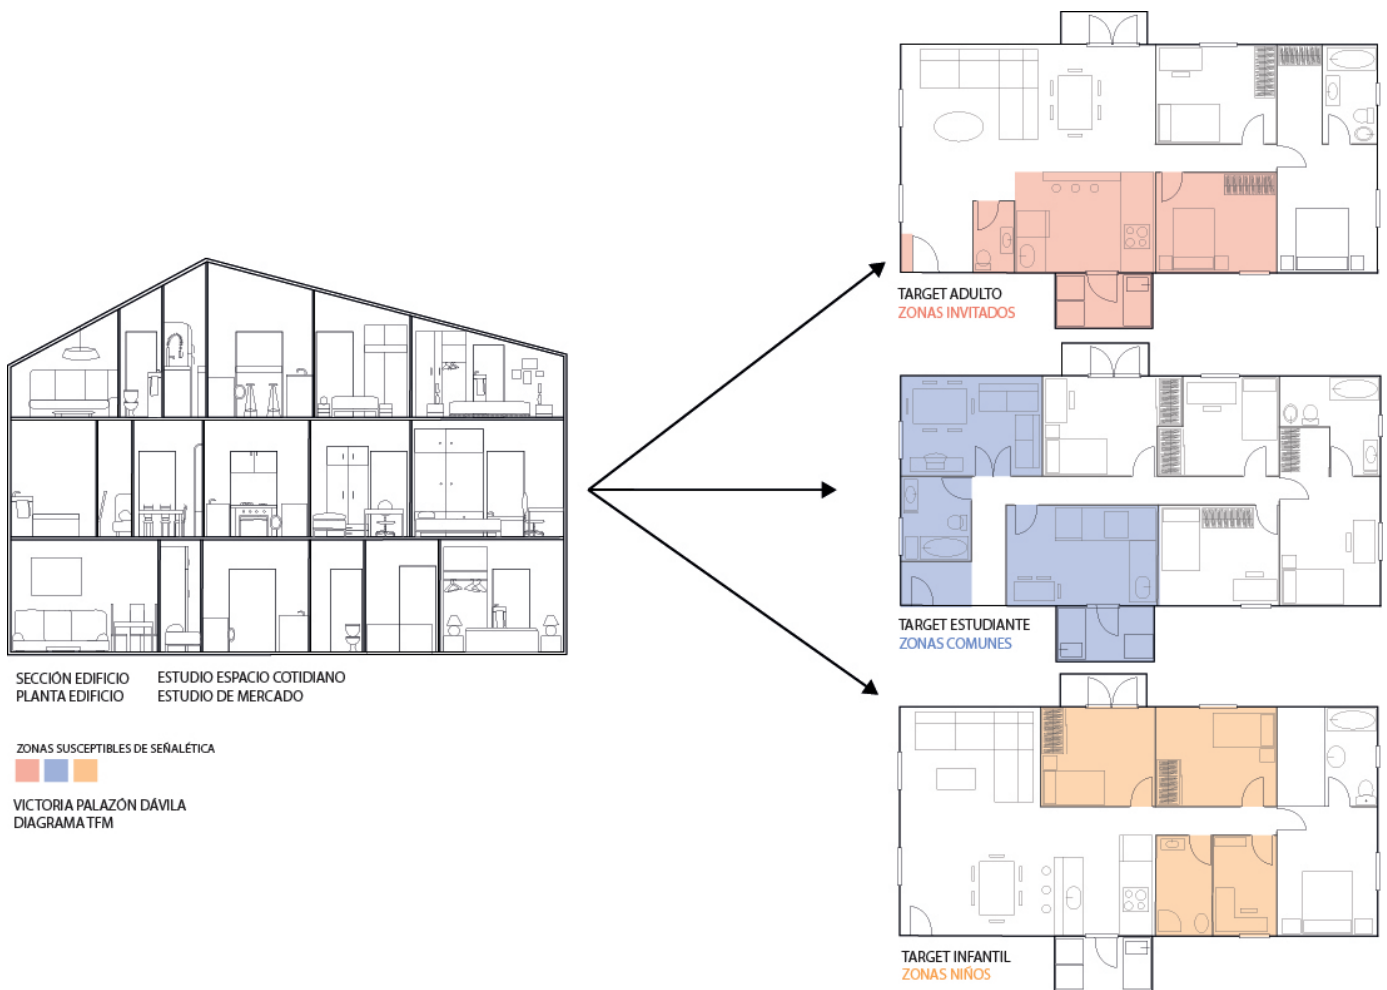 TARGET ADULTO
ZONAS INVITADOS
TARGET ESTUDIANTE
ZONAS COMUNES
SECCIÓN EDIFICIO ESTUDIO ESPACIO COTIDIANO
PLANTA EDIFICIO ESTUDIO DE MERCADO
ZONAS SUSCEPTIBLES DE SEÑALÉTICA
VICTORIA PALAZÓN DÁVILA
DIAGRAMA TFM
TARGET INFANTIL
ZONAS NIÑOS